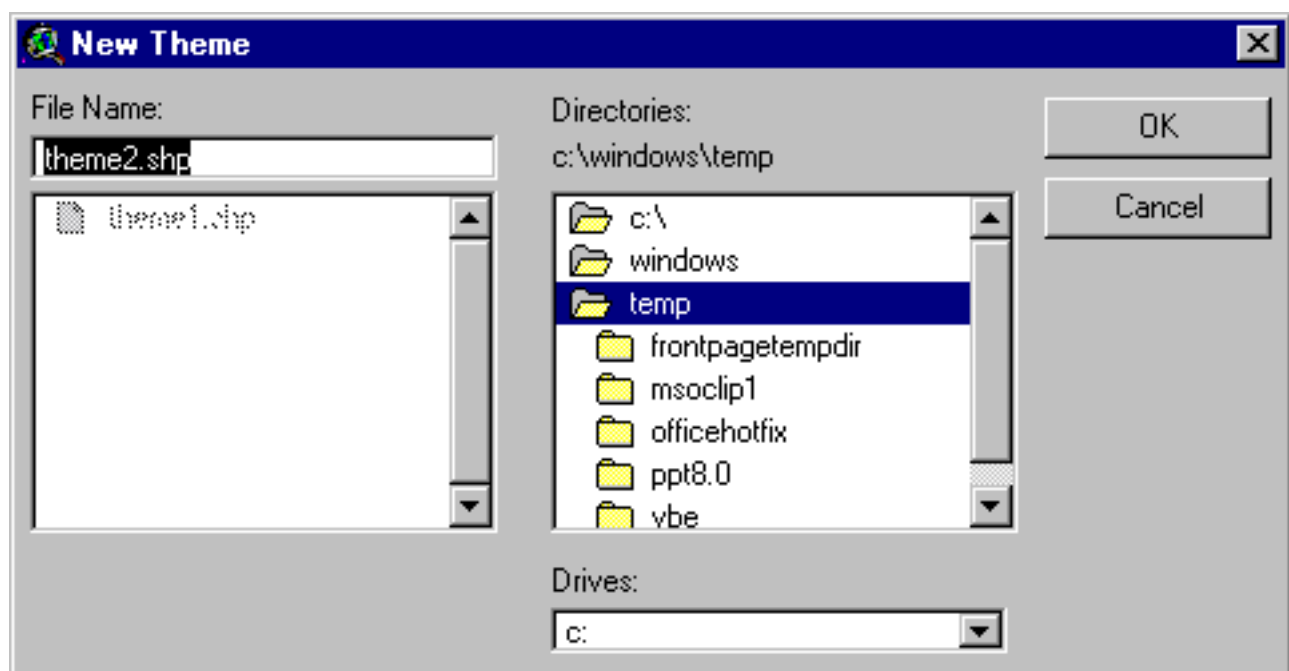 New Theme
File Name:
theme2.shp
theme1.shp
Directories:
c:\windows\temp
c:\
windows
temp
frontpagetempdir
msoclip1
officehotfix
ppt8.0
vbe
Drives:
c:
OK
Cancel